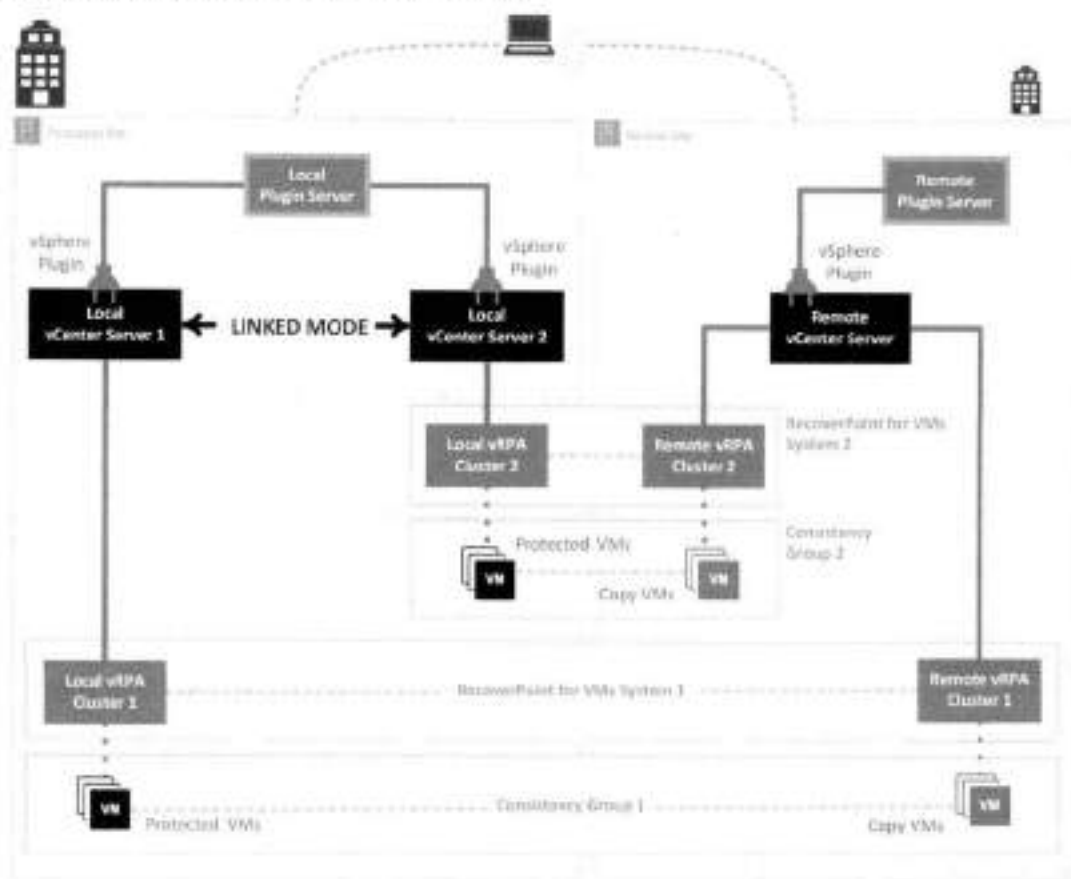 Local
Plugin Server
Remote
Plugin Server
vSphere
Plugin
vSphere
Plugin
vSphere
Plugin
Local
vCenter Server 1
LINKED MODE
Local
vCenter Server 2
Remote
vCenter Server
RecoverPoint for VMs
System 2
Local vRPA
Cluster 2
Remote vRPA
Cluster 2
Consistency
Group 2
Protected VMs
VM
VM
Copy VMs
Local vRPA
Cluster 1
RecoverPoint for VMs System 1
Remote vRPA
Cluster 1
VM
Consistency Group 1
VM
Protected VMs
Copy VMs